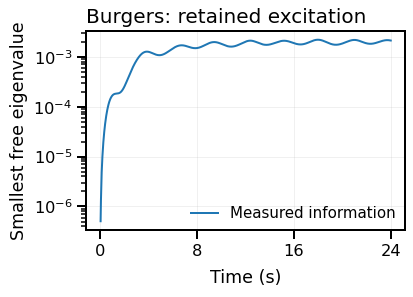 Burgers: retained excitation
Smallest free eigenvalue
10⁻³
10⁻⁴
10⁻⁵
10⁻⁶
Measured information
0 8 16 24
Time (s)